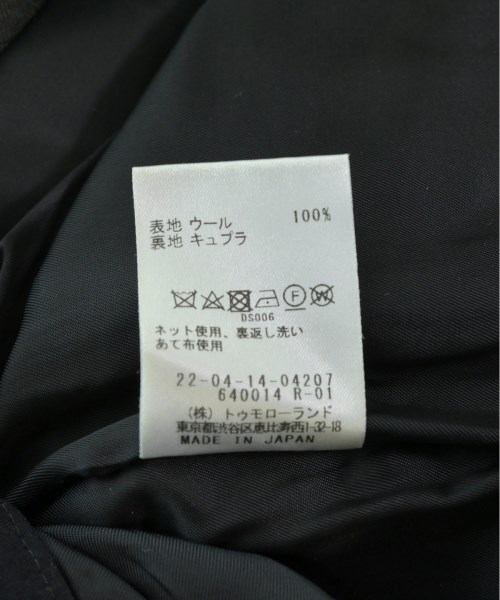 表地 ウール 100%
裏地 キュプラ
F W
DS006
ネット使用、裏返し洗い
あて布使用
22-04-14-04207
640014 R-01
(株) トゥモローランド
東京都渋谷区恵比寿西1-32-18
MADE IN JAPAN